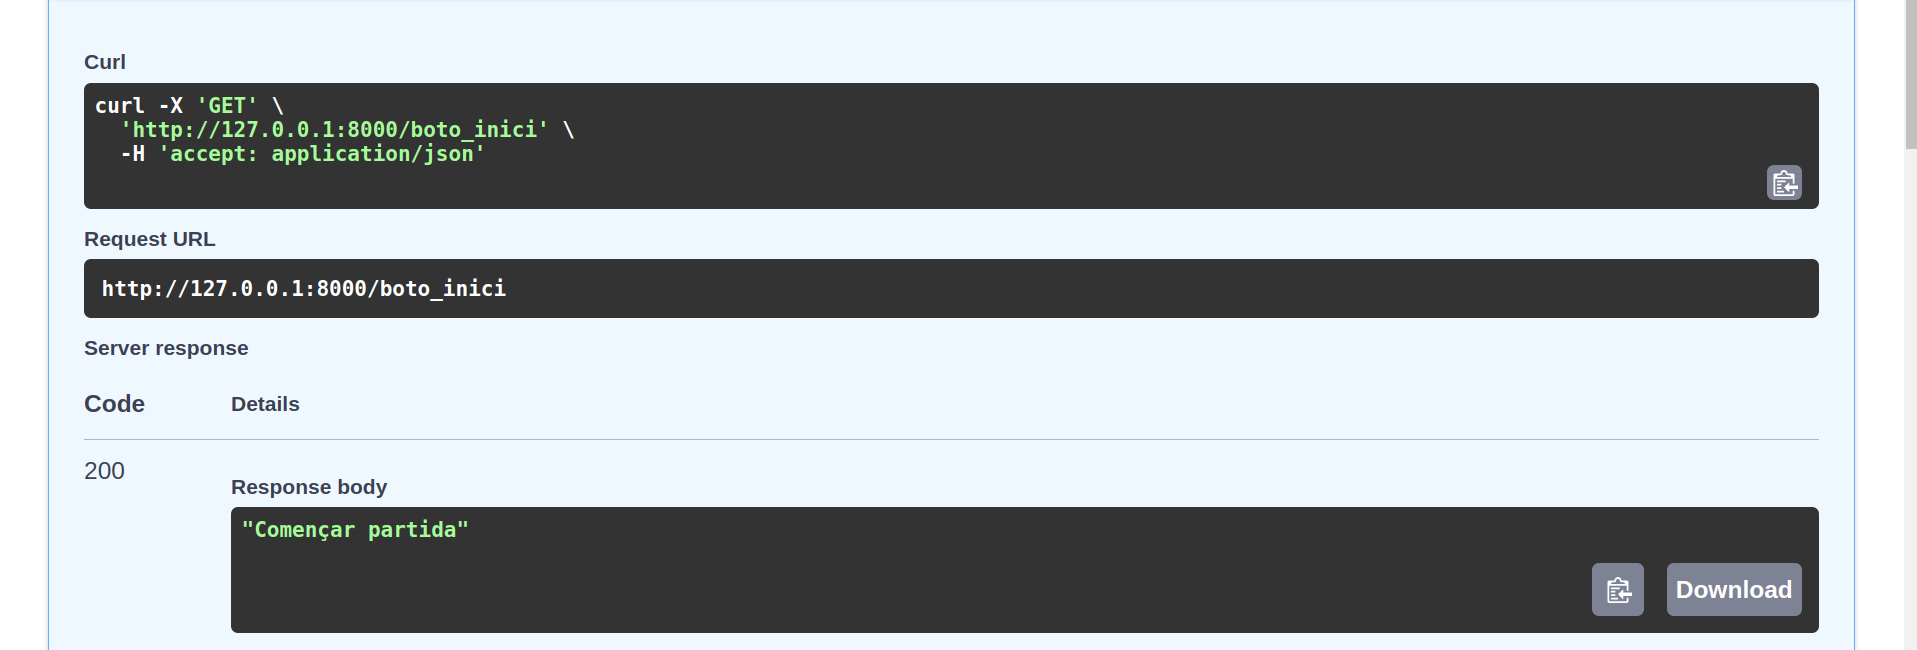 Curl
curl -X 'GET' \
'http://127.0.0.1:8000/boto_inici' \
-H 'accept: application/json'
Request URL
http://127.0.0.1:8000/boto_inici
Server response
Code Details
200
Response body
"Començar partida"
Download